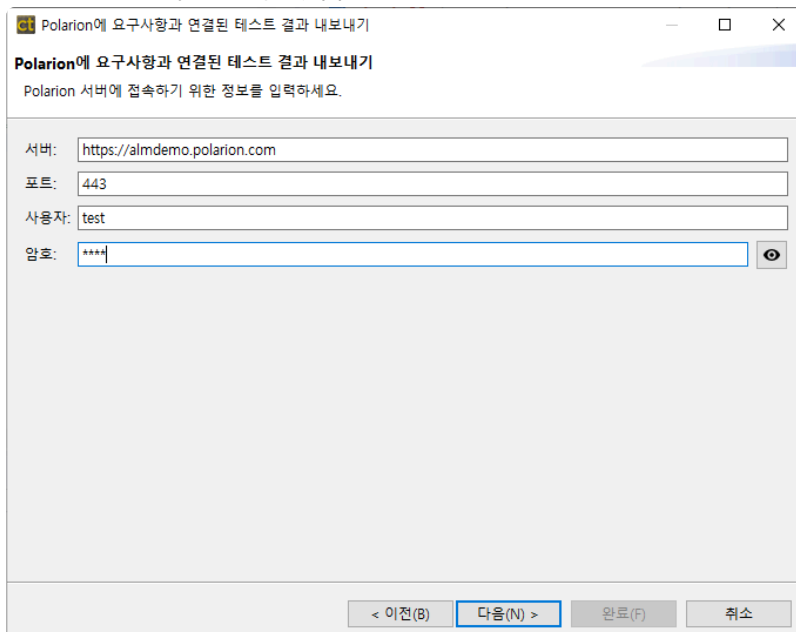 ct Polarion에 요구사항과 연결된 테스트 결과 내보내기
Polarion에 요구사항과 연결된 테스트 결과 내보내기
Polarion 서버에 접속하기 위한 정보를 입력하세요.
서버: https://almdemo.polarion.com
포트: 443
사용자: test
암호: ****
< 이전(B) 다음(N) > 완료(F) 취소